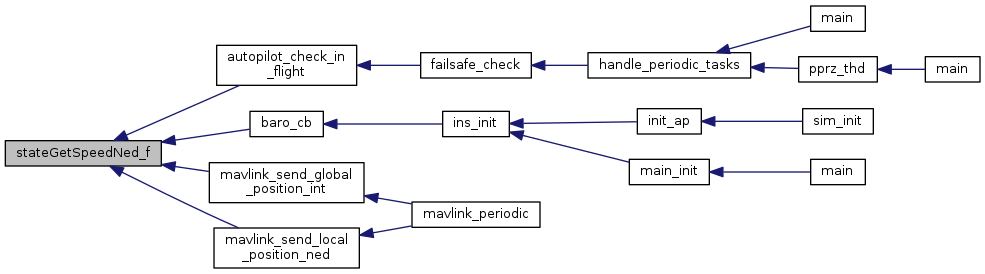 stateGetSpeedNed_f
autopilot_check_in
_flight
failsafe_check
handle_periodic_tasks
main
pprz_thd
main
baro_cb
ins_init
init_ap
sim_init
main_init
main
mavlink_send_global
_position_int
mavlink_periodic
mavlink_send_local
_position_ned